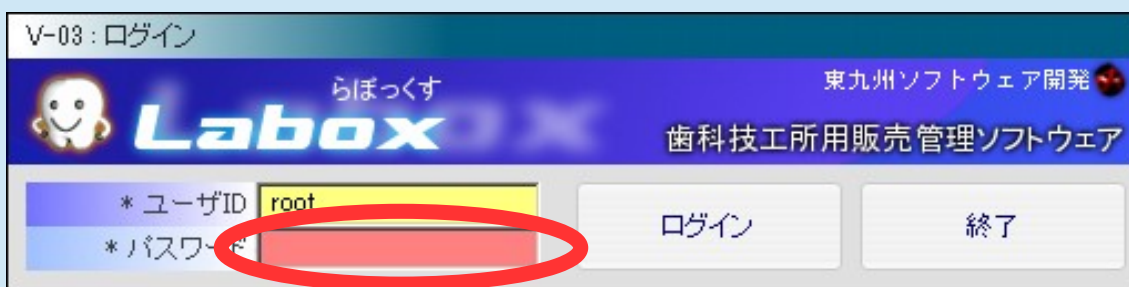 V-03：ログイン
らぼっくす
東九州ソフトウェア開発
Labox
歯科技工所用販売管理ソフトウェア
* ユーザID root
ログイン
終了
* パスワード